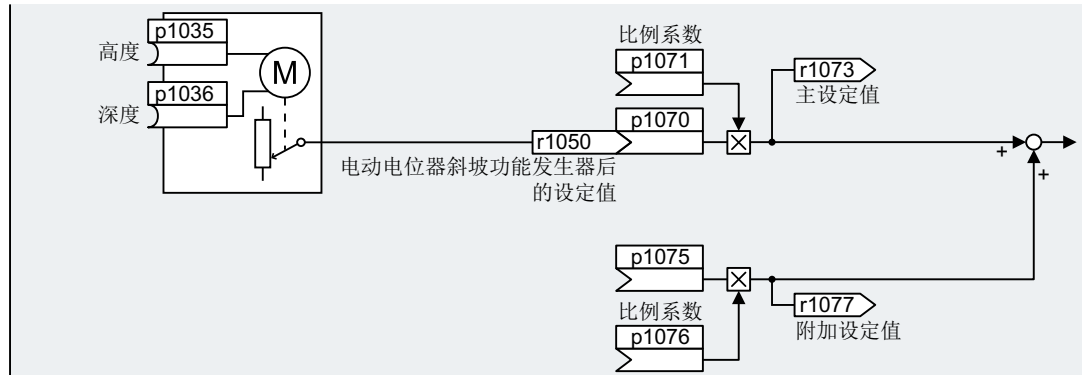 p1035
高度
p1036
深度
M
r1050
电动电位器斜坡功能发生器后
的设定值
比例系数
p1071
p1070
r1073
主设定值
+
+
p1075
比例系数
p1076
r1077
附加设定值